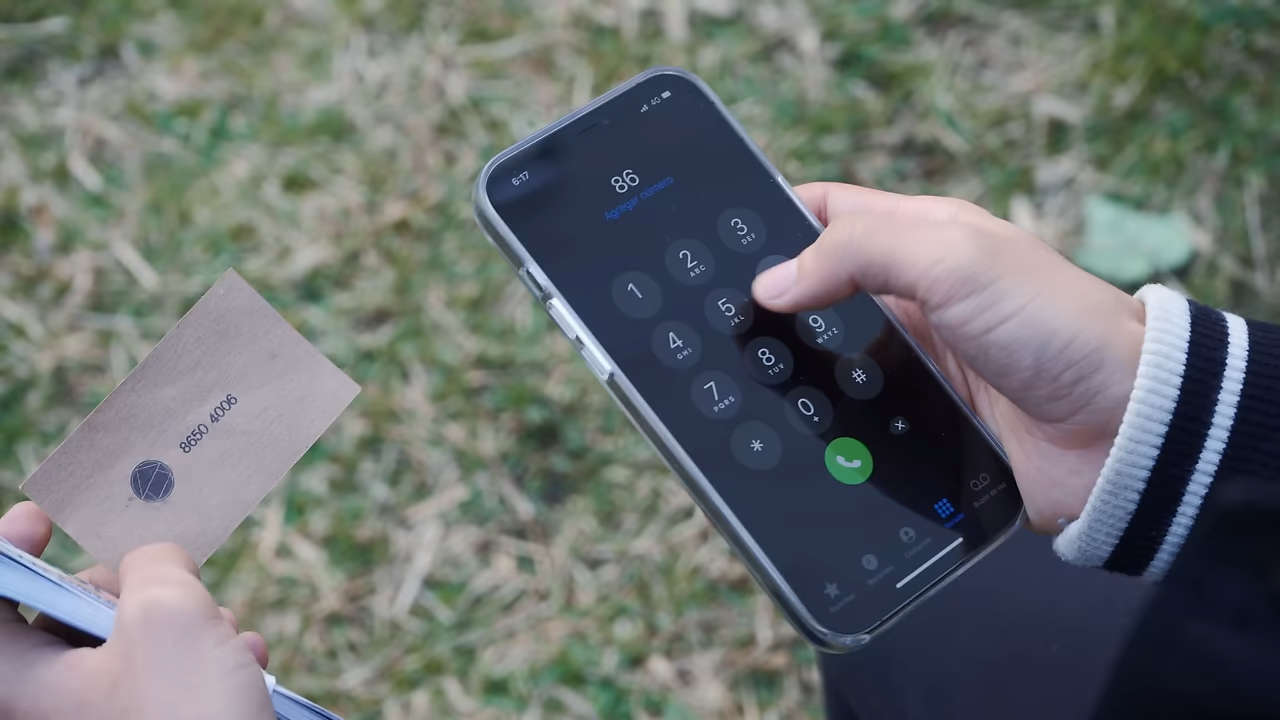 8650 4006
6:17
4G
86
Agregar número
1
2 ABC
3 DEF
4 GHI
5 JKL
7 PQRS
8 TUV
9 WXYZ
*
0 +
#